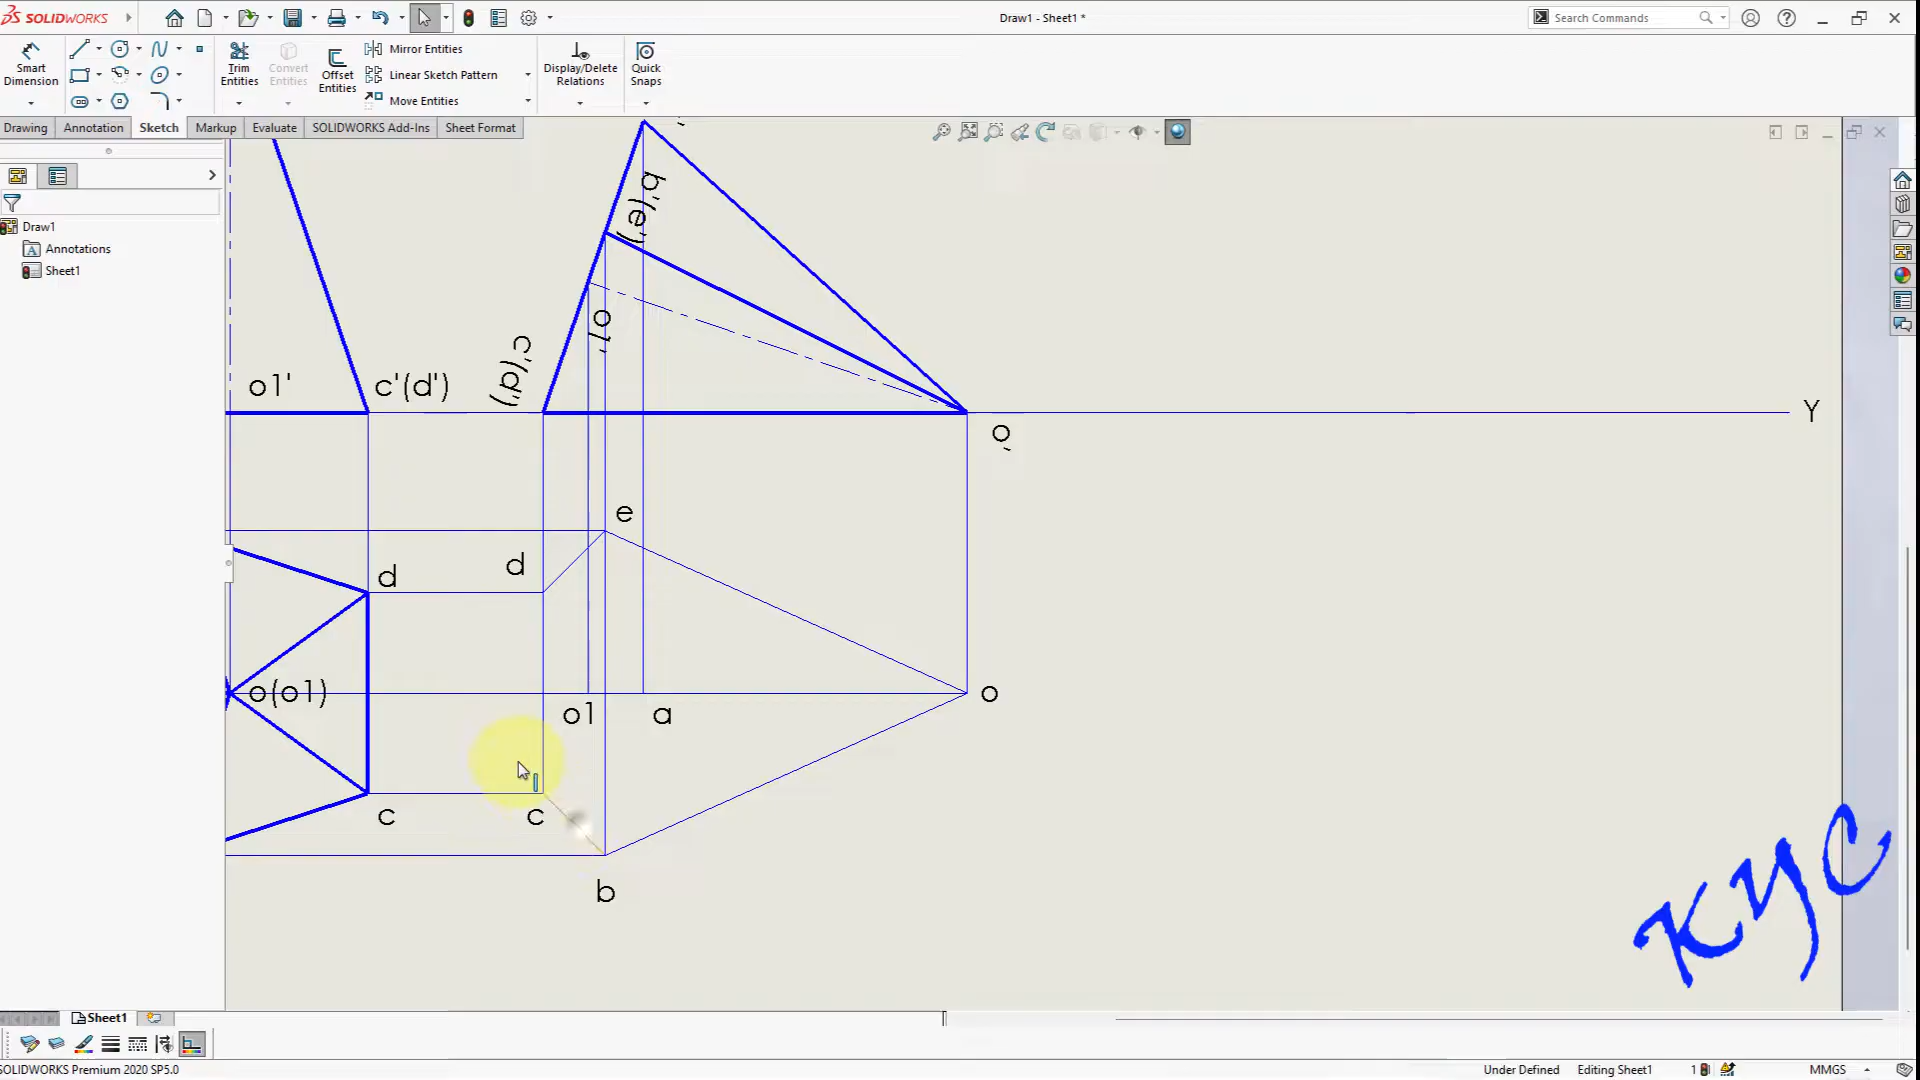 SOLIDWORKS
Draw1 - Sheet1 *
Search Commands
Smart Dimension
Trim Entities
Convert Entities
Offset Entities
Mirror Entities
Linear Sketch Pattern
Move Entities
Display/Delete Relations
Quick Snaps
Drawing
Annotation
Sketch
Markup
Evaluate
SOLIDWORKS Add-Ins
Sheet Format
Draw1
Annotations
Sheet1
b'(e')
o1'
c'(d')
o1'
c'(d')
Y
o'
e
d
d
o(o1)
o1
a
o
c
c
b
KYC
Sheet1
SOLIDWORKS Premium 2020 SP5.0
Under Defined
Editing Sheet1
1
MMGS